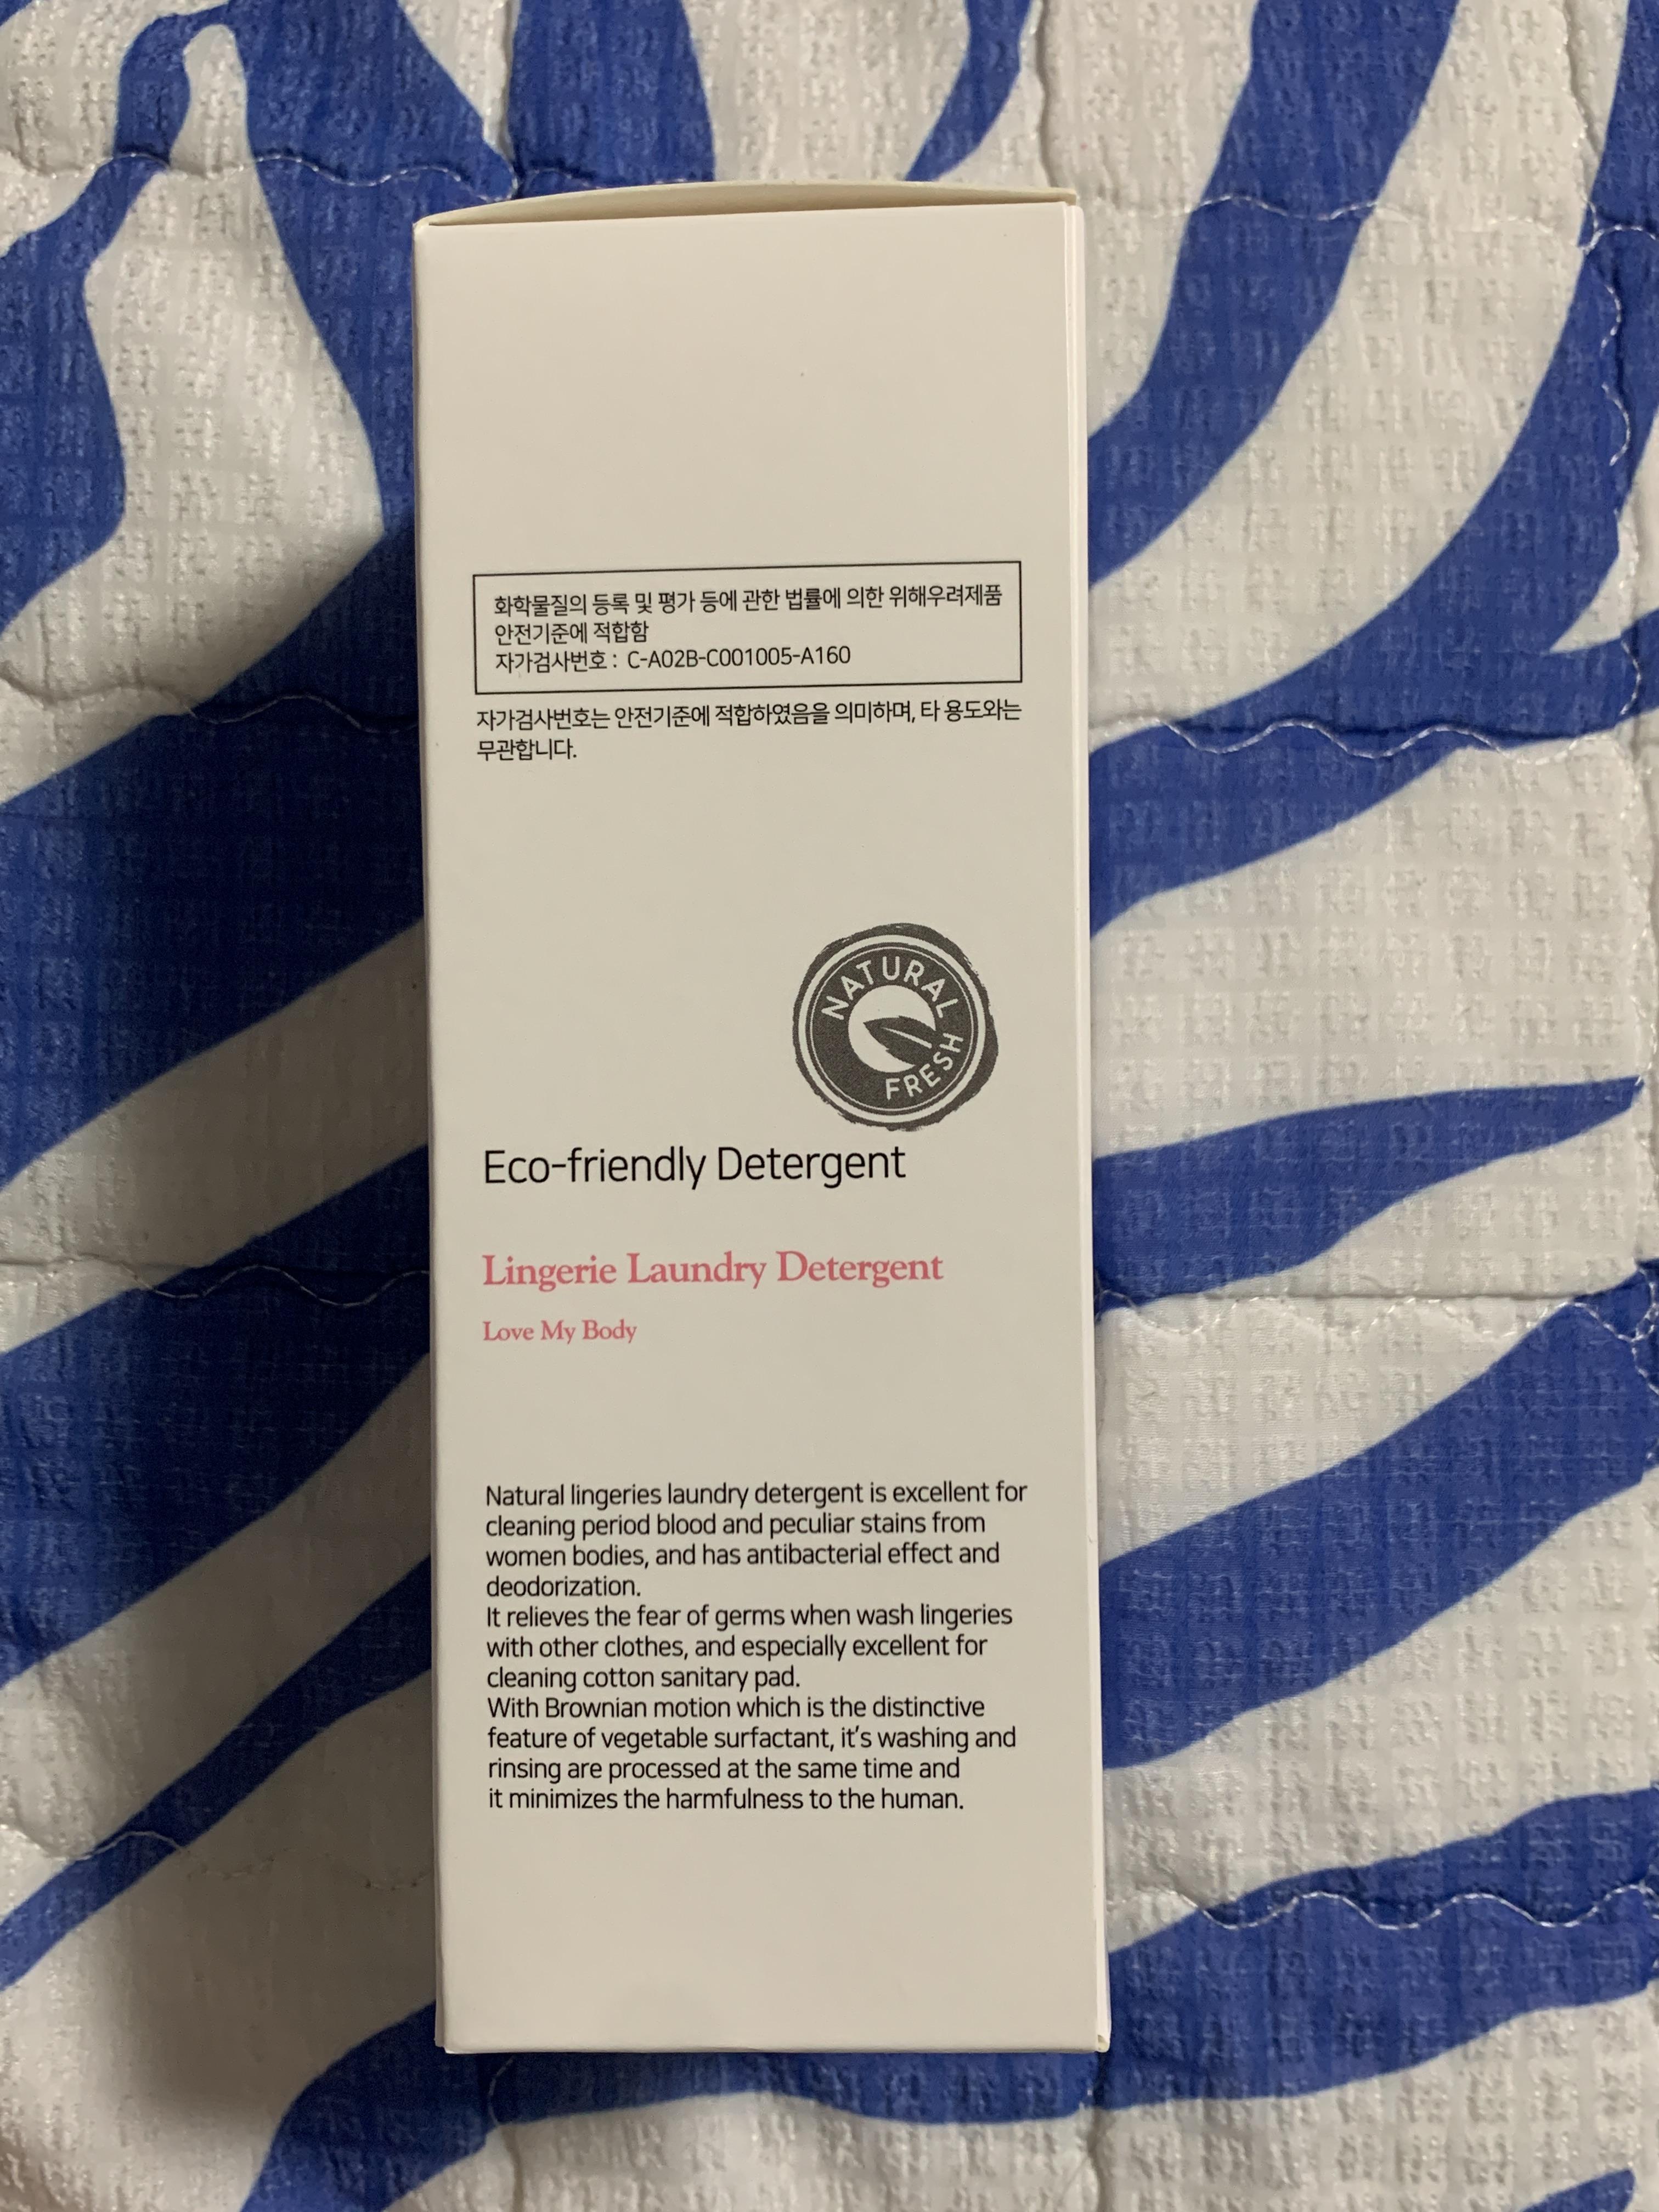 화학물질의 등록 및 평가 등에 관한 법률에 의한 위해우려제품
안전기준에 적합함
자가검사번호 : C-A02B-C001005-A160
자가검사번호는 안전기준에 적합하였음을 의미하며, 타 용도와는
무관합니다.
NATURAL
FRESH
Eco-friendly Detergent
Lingerie Laundry Detergent
Love My Body
Natural lingeries laundry detergent is excellent for
cleaning period blood and peculiar stains from
women bodies, and has antibacterial effect and
deodorization.
It relieves the fear of germs when wash lingeries
with other clothes, and especially excellent for
cleaning cotton sanitary pad.
With Brownian motion which is the distinctive
feature of vegetable surfactant, it's washing and
rinsing are processed at the same time and
it minimizes the harmfulness to the human.